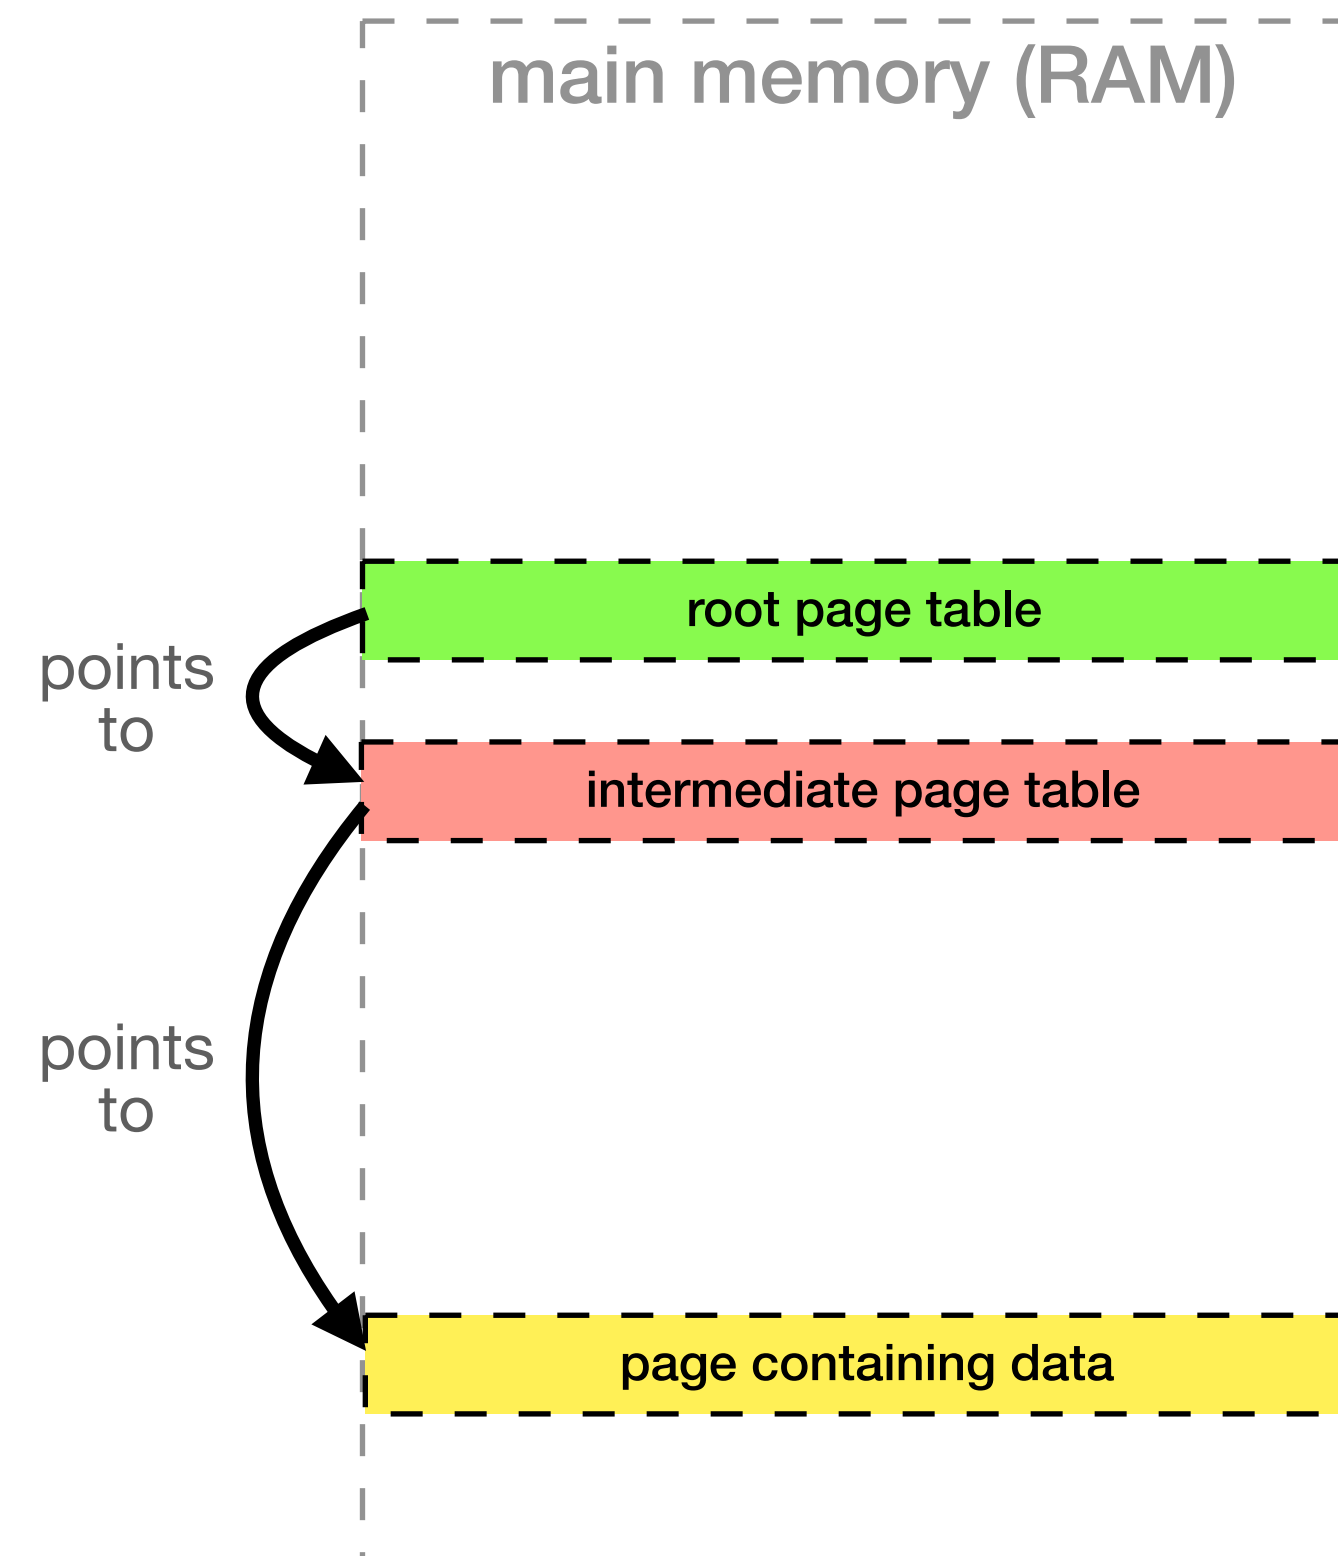 main memory (RAM)
root page table
points
to
intermediate page table
points
to
page containing data